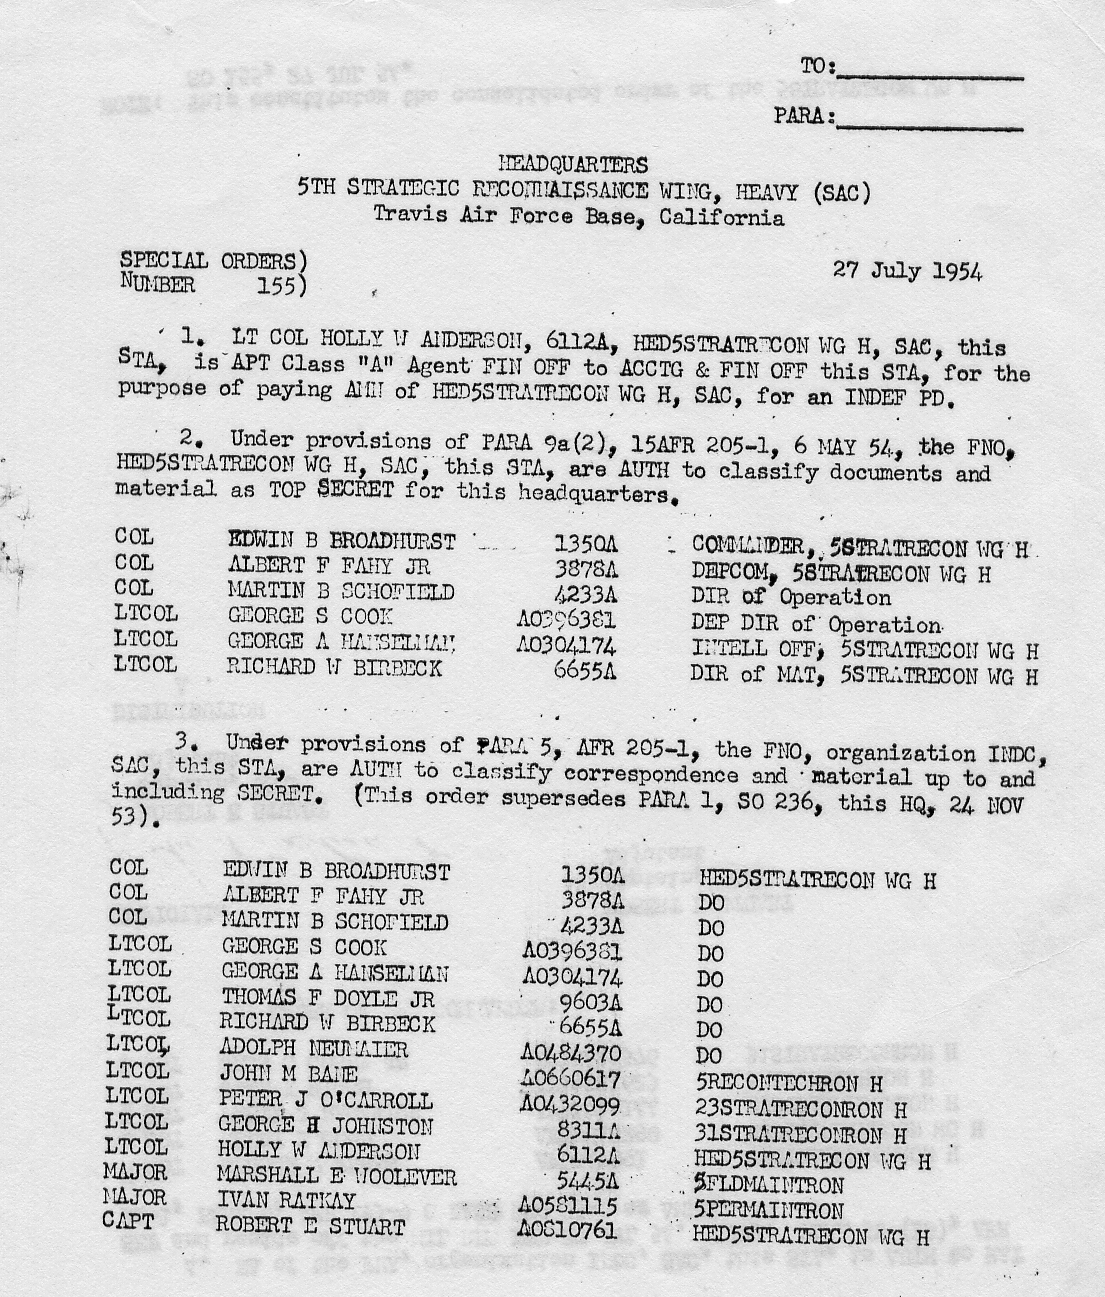 TO:
PARA:
HEADQUARTERS
5TH STRATEGIC RECONNAISSANCE WING, HEAVY (SAC)
Travis Air Force Base, California
SPECIAL ORDERS)
27 July 1954
NUMBER 155)
1. LT COL HOLLY W ANDERSON, 6112A, HED5STRATRECON WG H, SAC, this
STA, is APT Class "A" Agent FIN OFF to ACCTG & FIN OFF this STA, for the
purpose of paying AMN of HED5STRATRECON WG H, SAC, for an INDEF PD.
2. Under provisions of PARA 9a(2), 15AFR 205-1, 6 MAY 54, the FNO,
HED5STRATRECON WG H, SAC, this STA, are AUTH to classify documents and
material as TOP SECRET for this headquarters.
COL EDWIN B BROADHURST 1350A COMMANDER, 5STRATRECON WG H
COL ALBERT F FAHY JR 3878A DEPCOM, 5STRATRECON WG H
COL MARTIN B SCHOFIELD 4233A DIR of Operation
LTCOL GEORGE S COOK AO396381 DEP DIR of Operation
LTCOL GEORGE A HANSELMAN AO304174 INTELL OFF, 5STRATRECON WG H
LTCOL RICHARD W BIRBECK 6655A DIR of MAT, 5STRATRECON WG H
3. Under provisions of PARA 5, AFR 205-1, the FNO, organization INDC,
SAC, this STA, are AUTH to classify correspondence and material up to and
including SECRET. (This order supersedes PARA 1, SO 236, this HQ, 24 NOV
53).
COL EDWIN B BROADHURST 1350A HED5STRATRECON WG H
COL ALBERT F FAHY JR 3878A DO
COL MARTIN B SCHOFIELD 4233A DO
LTCOL GEORGE S COOK AO396381 DO
LTCOL GEORGE A HANSELMAN AO304174 DO
LTCOL THOMAS F DOYLE JR 9603A DO
LTCOL RICHARD W BIRBECK 6655A DO
LTCOL, ADOLPH NEUMAIER AO484370 DO
LTCOL JOHN M BANE AO660617 5RECONTECHRON H
LTCOL PETER J O'CARROLL AO432099 23STRATRECONRON H
LTCOL GEORGE H JOHNSTON 8311A 31STRATRECONRON H
LTCOL HOLLY W ANDERSON 6112A HED5STRATRECON WG H
MAJOR MARSHALL E WOOLEVER 5445A 5FLDMAINTRON
MAJOR IVAN RATKAY AO581115 5PERMAINTRON
CAPT ROBERT E STUART AO810761 HED5STRATRECON WG H